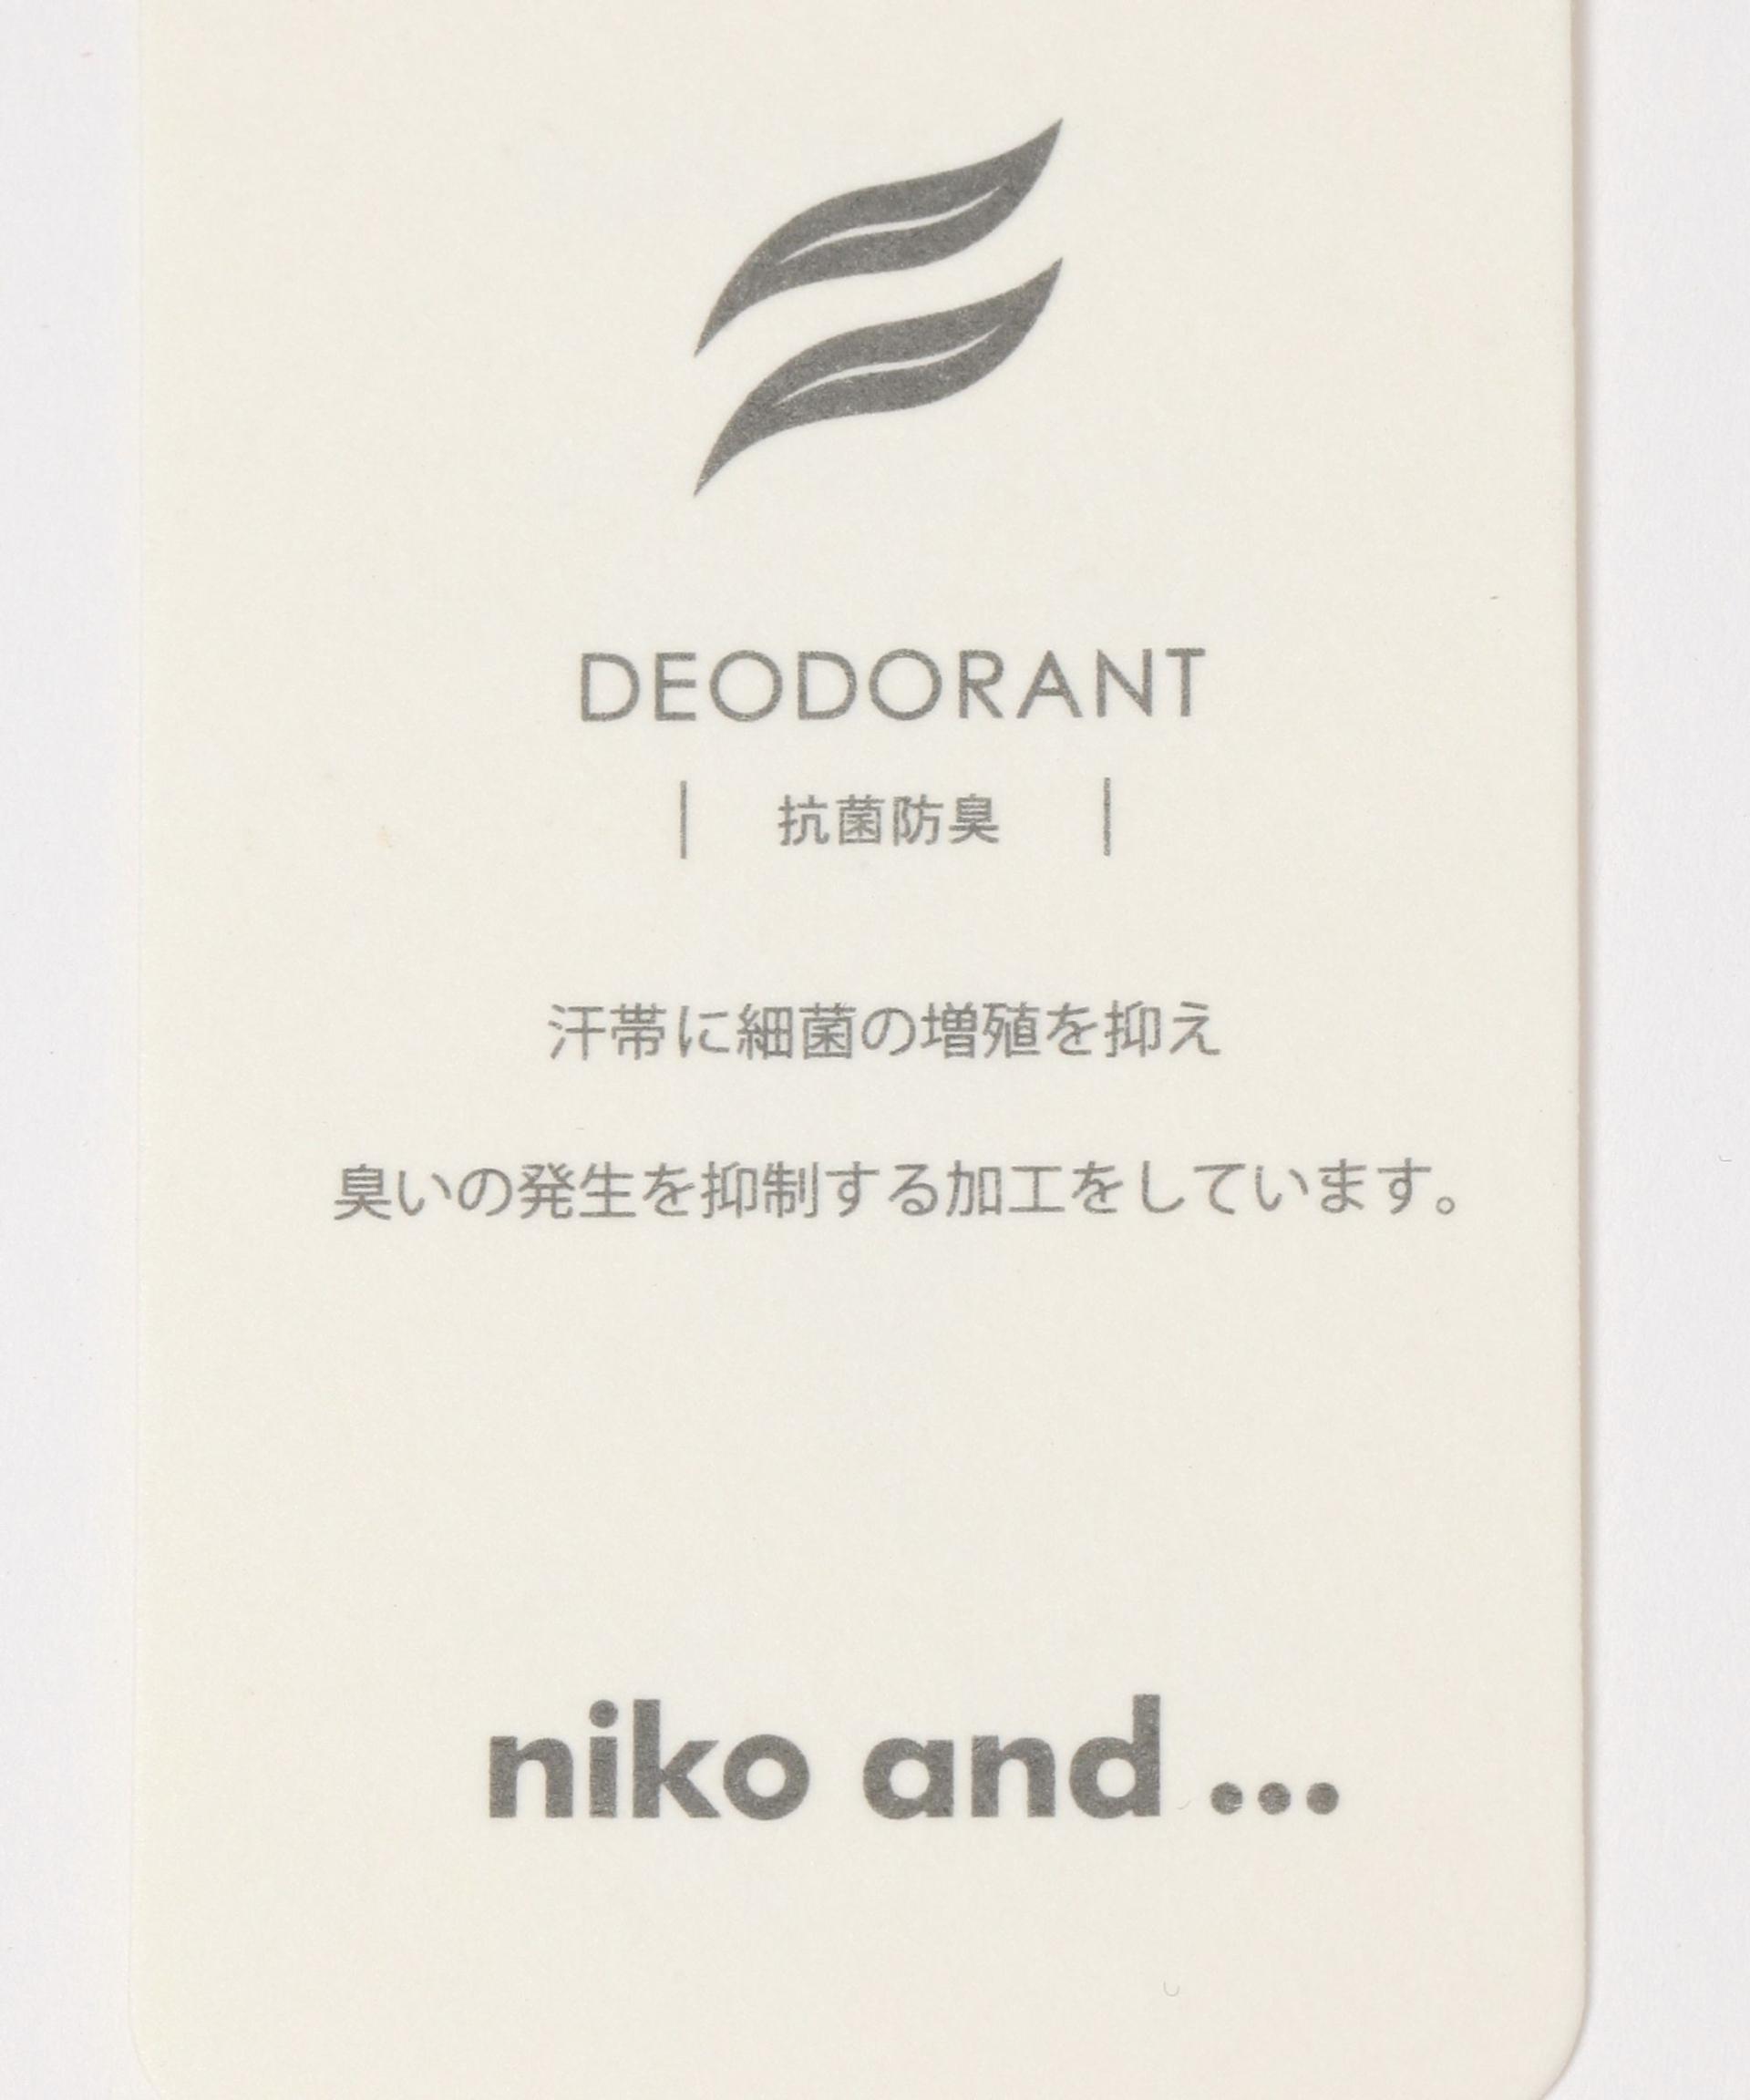 DEODORANT
| 抗菌防臭 |
汗帯に細菌の増殖を抑え
臭いの発生を抑制する加工をしています。
niko and ...